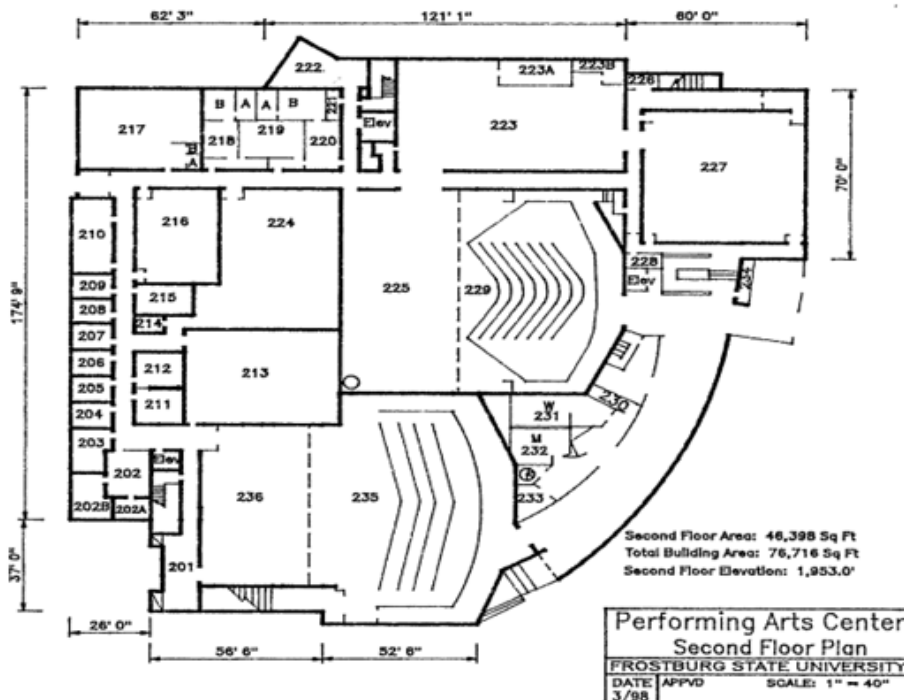 62' 3"
121' 1"
60' 0"
222
223A
223B
226
A
217
B A A B
221
218 219 220
Elev
223
227
B
A
70' 0"
210
216
224
225
229
228
Elev
234
209
215
208
214
174' 9"
207
213
206
212
205
211
230
204
W
231
203
M
232
202
Elev
236
235
233
202B
202A
201
37' 0"
Second Floor Area: 46,398 Sq Ft
Total Building Area: 76,716 Sq Ft
Second Floor Elevation: 1,953.0'
26' 0"
56' 6"
52' 6"
Performing Arts Center
Second Floor Plan
FROSTBURG STATE UNIVERSITY
DATE APPVD SCALE: 1" = 40"
3/98